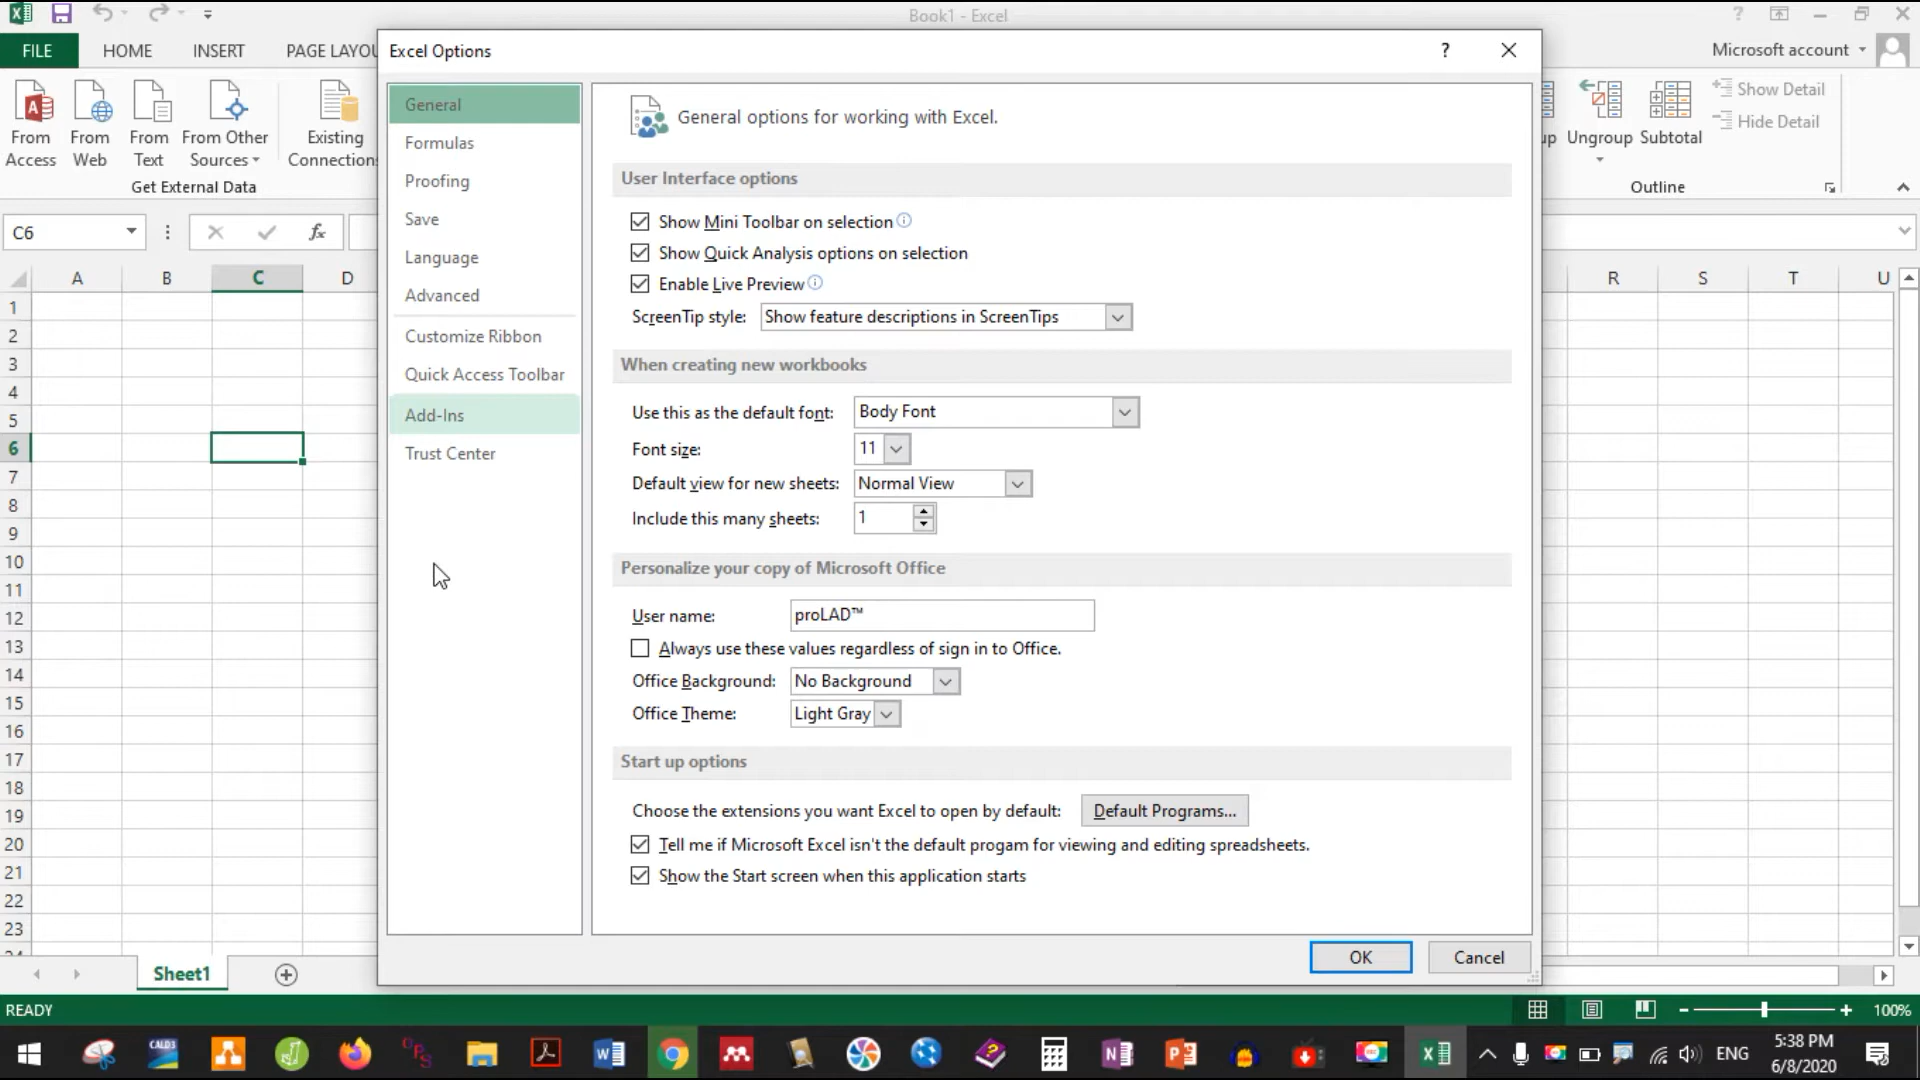 Book1 - Excel
FILE
HOME
INSERT
PAGE LAYOU
Microsoft account
Excel Options
From Access
From Web
From Text
From Other Sources
Existing Connection
Get External Data
Ungroup
Subtotal
Show Detail
Hide Detail
Outline
C6
fx
A B C D R S T U
1
2
3
4
5
6
7
8
9
10
11
12
13
14
15
16
17
18
19
20
21
22
23
General
Formulas
Proofing
Save
Language
Advanced
Customize Ribbon
Quick Access Toolbar
Add-Ins
Trust Center
General options for working with Excel.
User Interface options
Show Mini Toolbar on selection
Show Quick Analysis options on selection
Enable Live Preview
ScreenTip style: Show feature descriptions in ScreenTips
When creating new workbooks
Use this as the default font: Body Font
Font size: 11
Default view for new sheets: Normal View
Include this many sheets: 1
Personalize your copy of Microsoft Office
User name: proLAD™
Always use these values regardless of sign in to Office.
Office Background: No Background
Office Theme: Light Gray
Start up options
Choose the extensions you want Excel to open by default: Default Programs...
Tell me if Microsoft Excel isn't the default progam for viewing and editing spreadsheets.
Show the Start screen when this application starts
OK
Cancel
Sheet1
READY
100%
CALD3
ENG
5:38 PM
6/8/2020